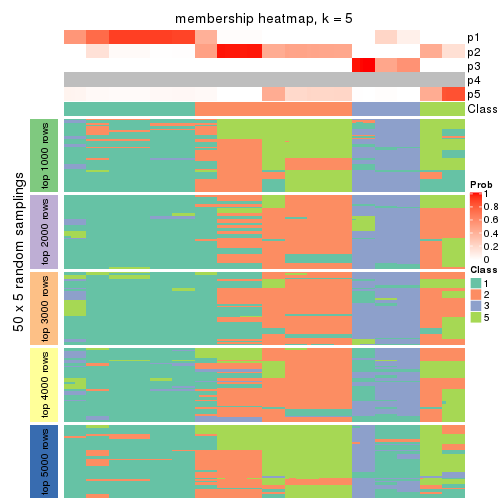 membership heatmap, k = 5
p1
p2
p3
p4
p5
Class
50 x 5 random samplings
top 1000 rows
top 2000 rows
top 3000 rows
top 4000 rows
top 5000 rows
Prob
1
0.8
0.6
0.4
0.2
0
Class
1
2
3
5